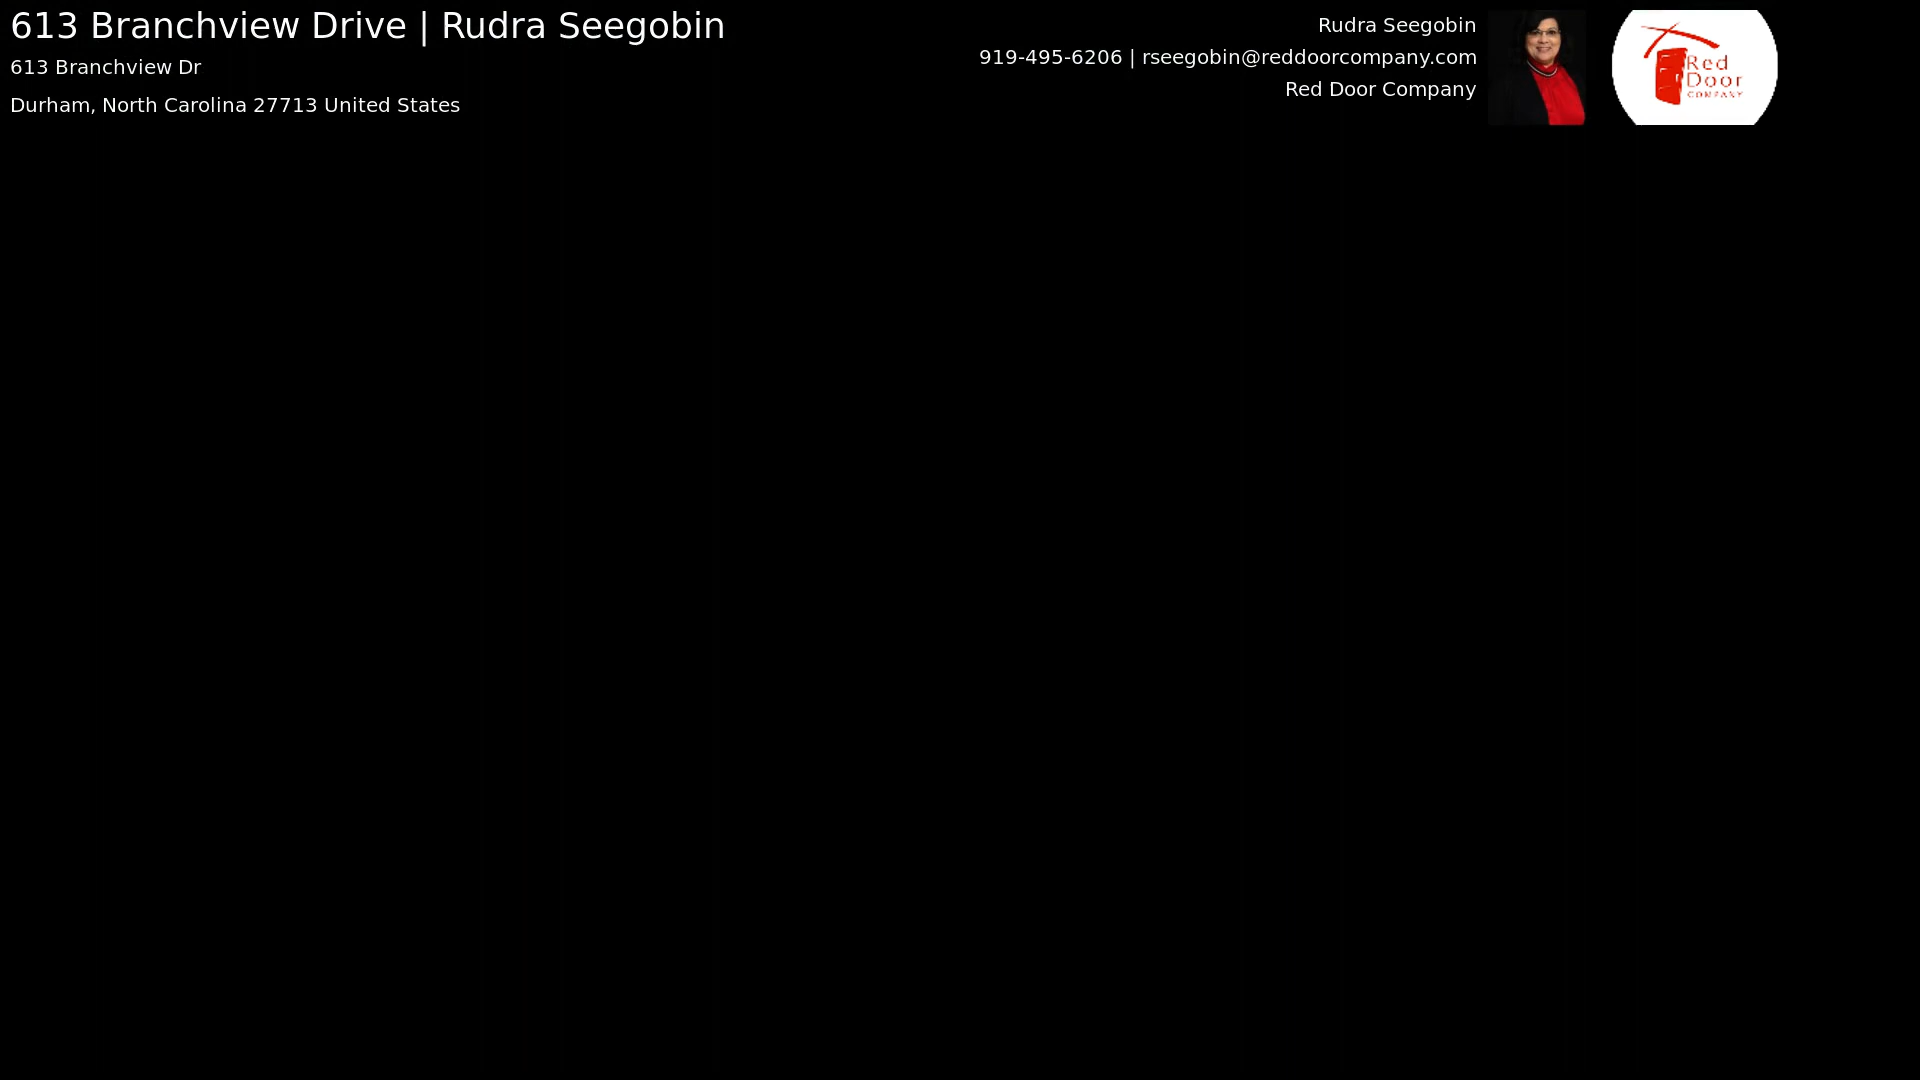 613 Branchview Drive | Rudra Seegobin
613 Branchview Dr
Durham, North Carolina 27713 United States
Rudra Seegobin
919-495-6206 | rseegobin@reddoorcompany.com
Red Door Company
Red
Door
COMPANY